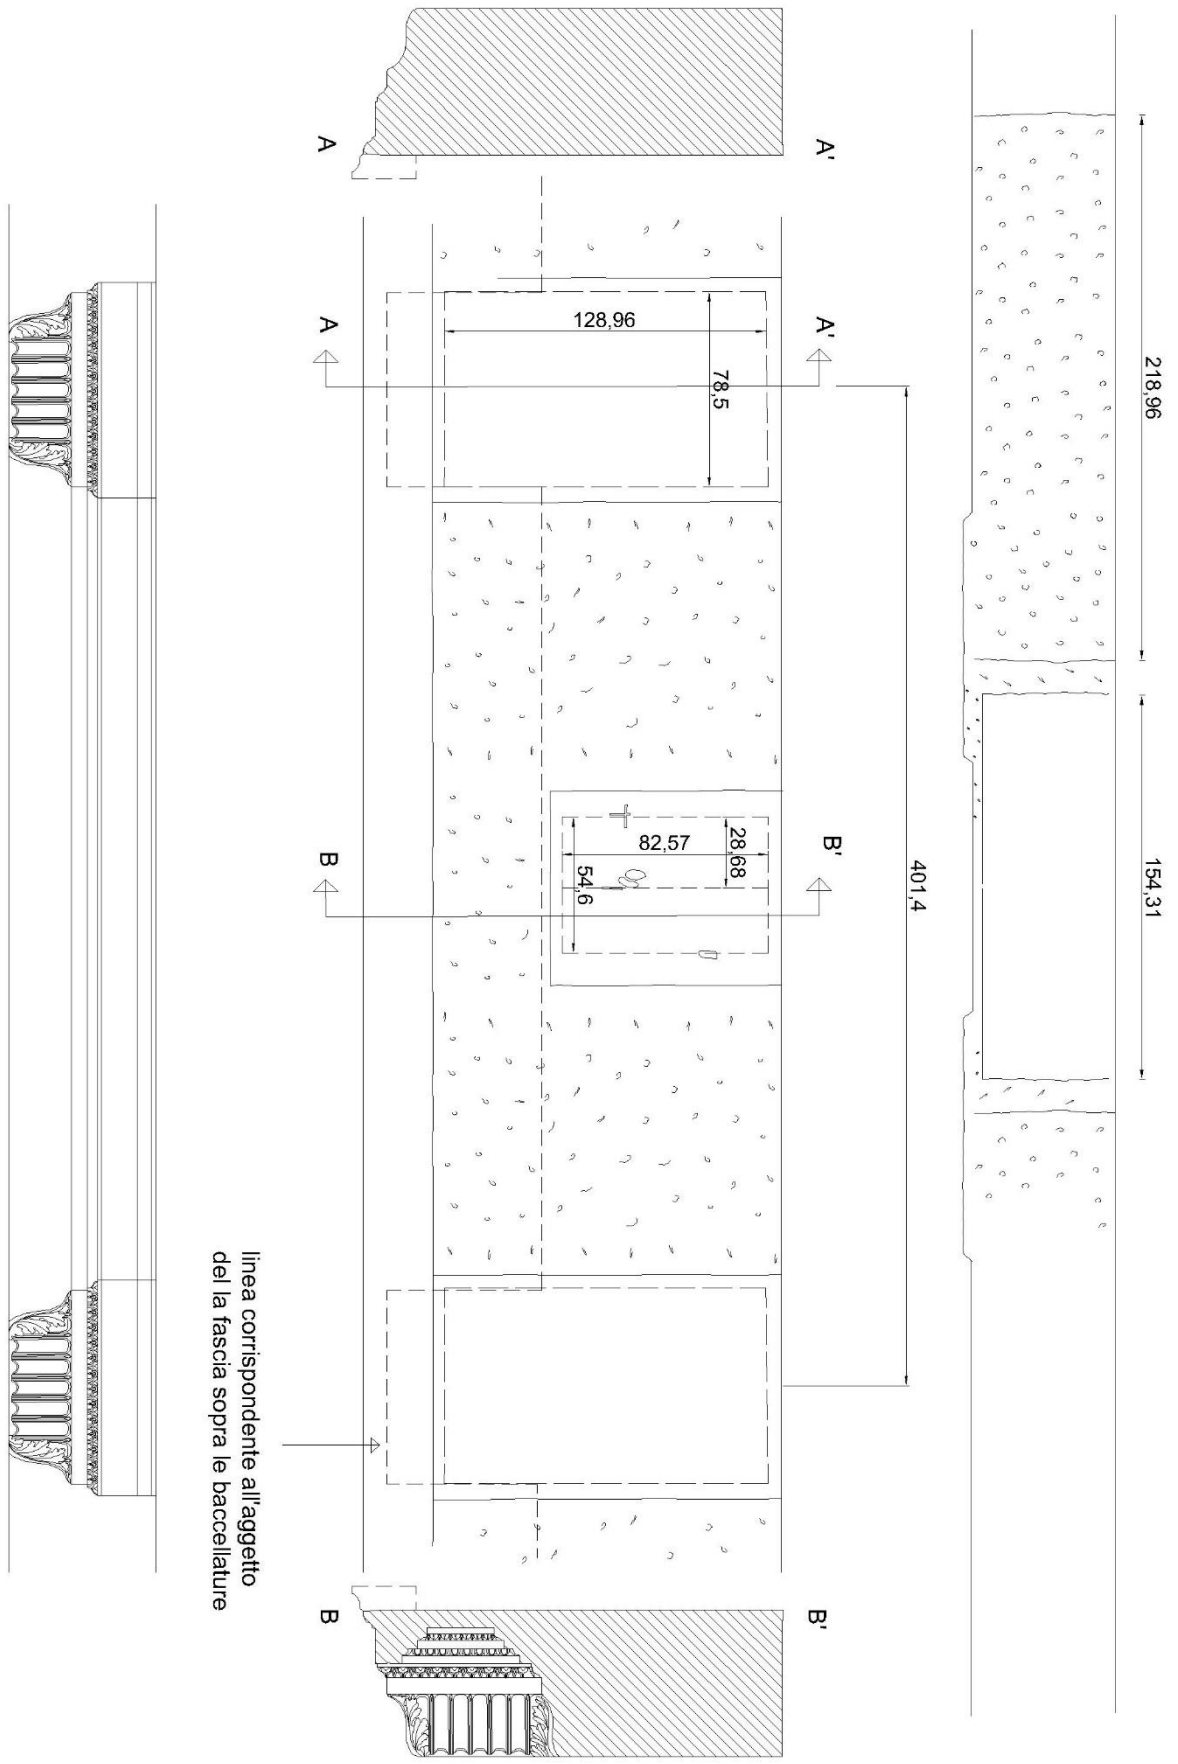 218,96
154,31
A'
A
A'
A
128,96
78,5
401,4
B'
B
28,68
82,57
54,6
B'
B
linea corrispondente all'aggetto
del la fascia sopra le baccellature